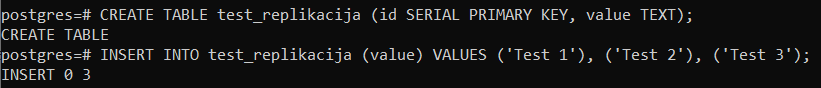 postgres=# CREATE TABLE test_replikacija (id SERIAL PRIMARY KEY, value TEXT);
CREATE TABLE
postgres=# INSERT INTO test_replikacija (value) VALUES ('Test 1'), ('Test 2'), ('Test 3');
INSERT 0 3